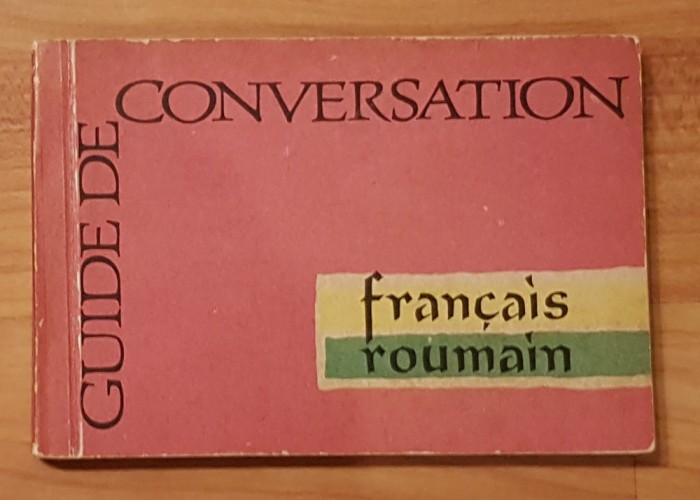 GUIDE DE
CONVERSATION
français
roumain